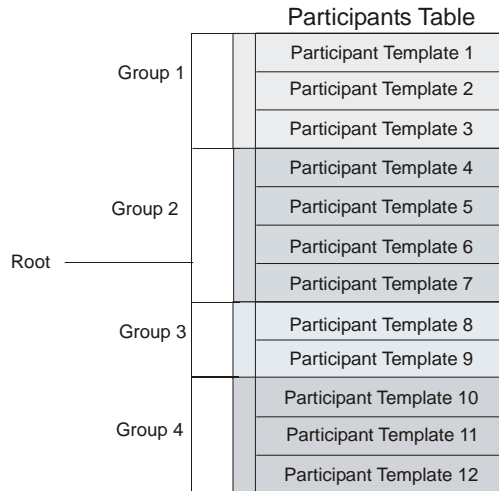 Participants Table
Group 1
Participant Template 1
Participant Template 2
Participant Template 3
Group 2
Participant Template 4
Participant Template 5
Participant Template 6
Participant Template 7
Root
Group 3
Participant Template 8
Participant Template 9
Group 4
Participant Template 10
Participant Template 11
Participant Template 12